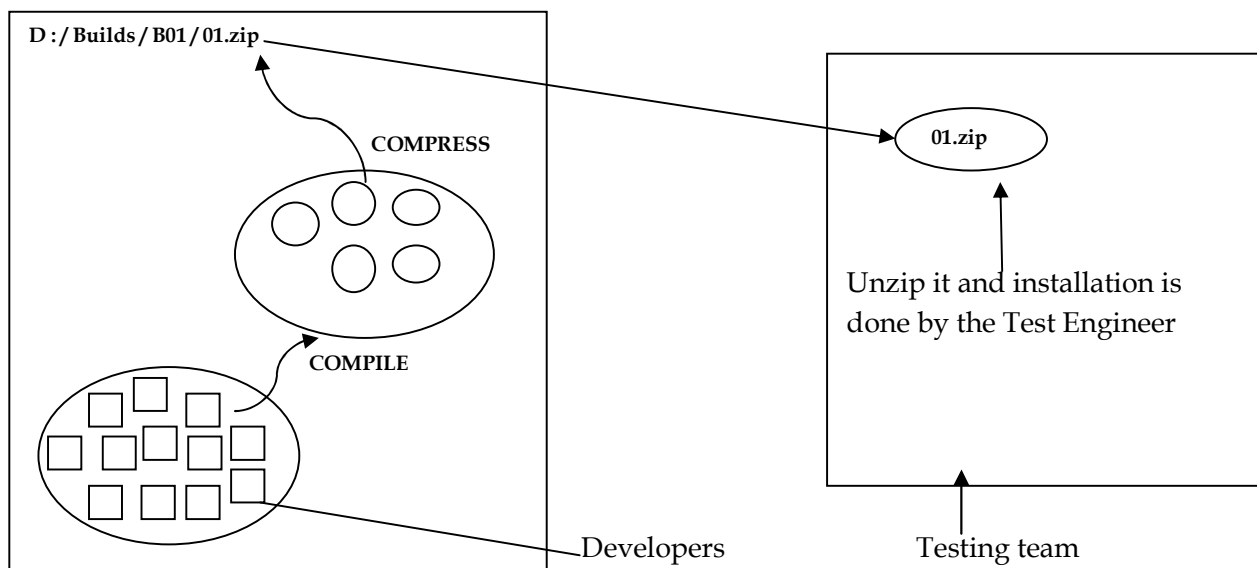 D :/ Builds / B01/ 01.zip
COMPRESS
COMPILE
01.zip
Unzip it and installation is
done by the Test Engineer
Developers
Testing team